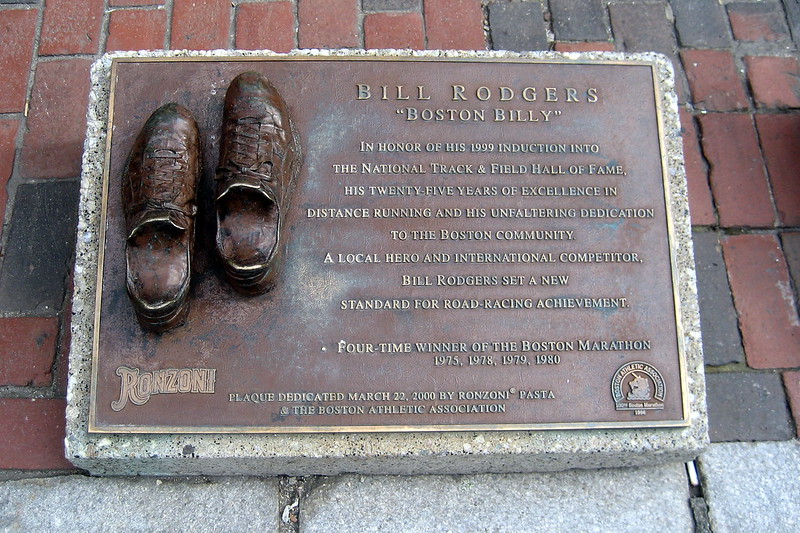 BILL RODGERS
"BOSTON BILLY"
IN HONOR OF HIS 1999 INDUCTION INTO
THE NATIONAL TRACK & FIELD HALL OF FAME,
HIS TWENTY-FIVE YEARS OF EXCELLENCE IN
DISTANCE RUNNING AND HIS UNFALTERING DEDICATION
TO THE BOSTON COMMUNITY.
A LOCAL HERO AND INTERNATIONAL COMPETITOR,
BILL RODGERS SET A NEW
STANDARD FOR ROAD-RACING ACHIEVEMENT.
• FOUR-TIME WINNER OF THE BOSTON MARATHON
1975, 1978, 1979, 1980
RONZONI
PLAQUE DEDICATED MARCH 22, 2000 BY RONZONI® PASTA
& THE BOSTON ATHLETIC ASSOCIATION
BOSTON ATHLETIC ASSOCIATION
100th Boston Marathon
1996